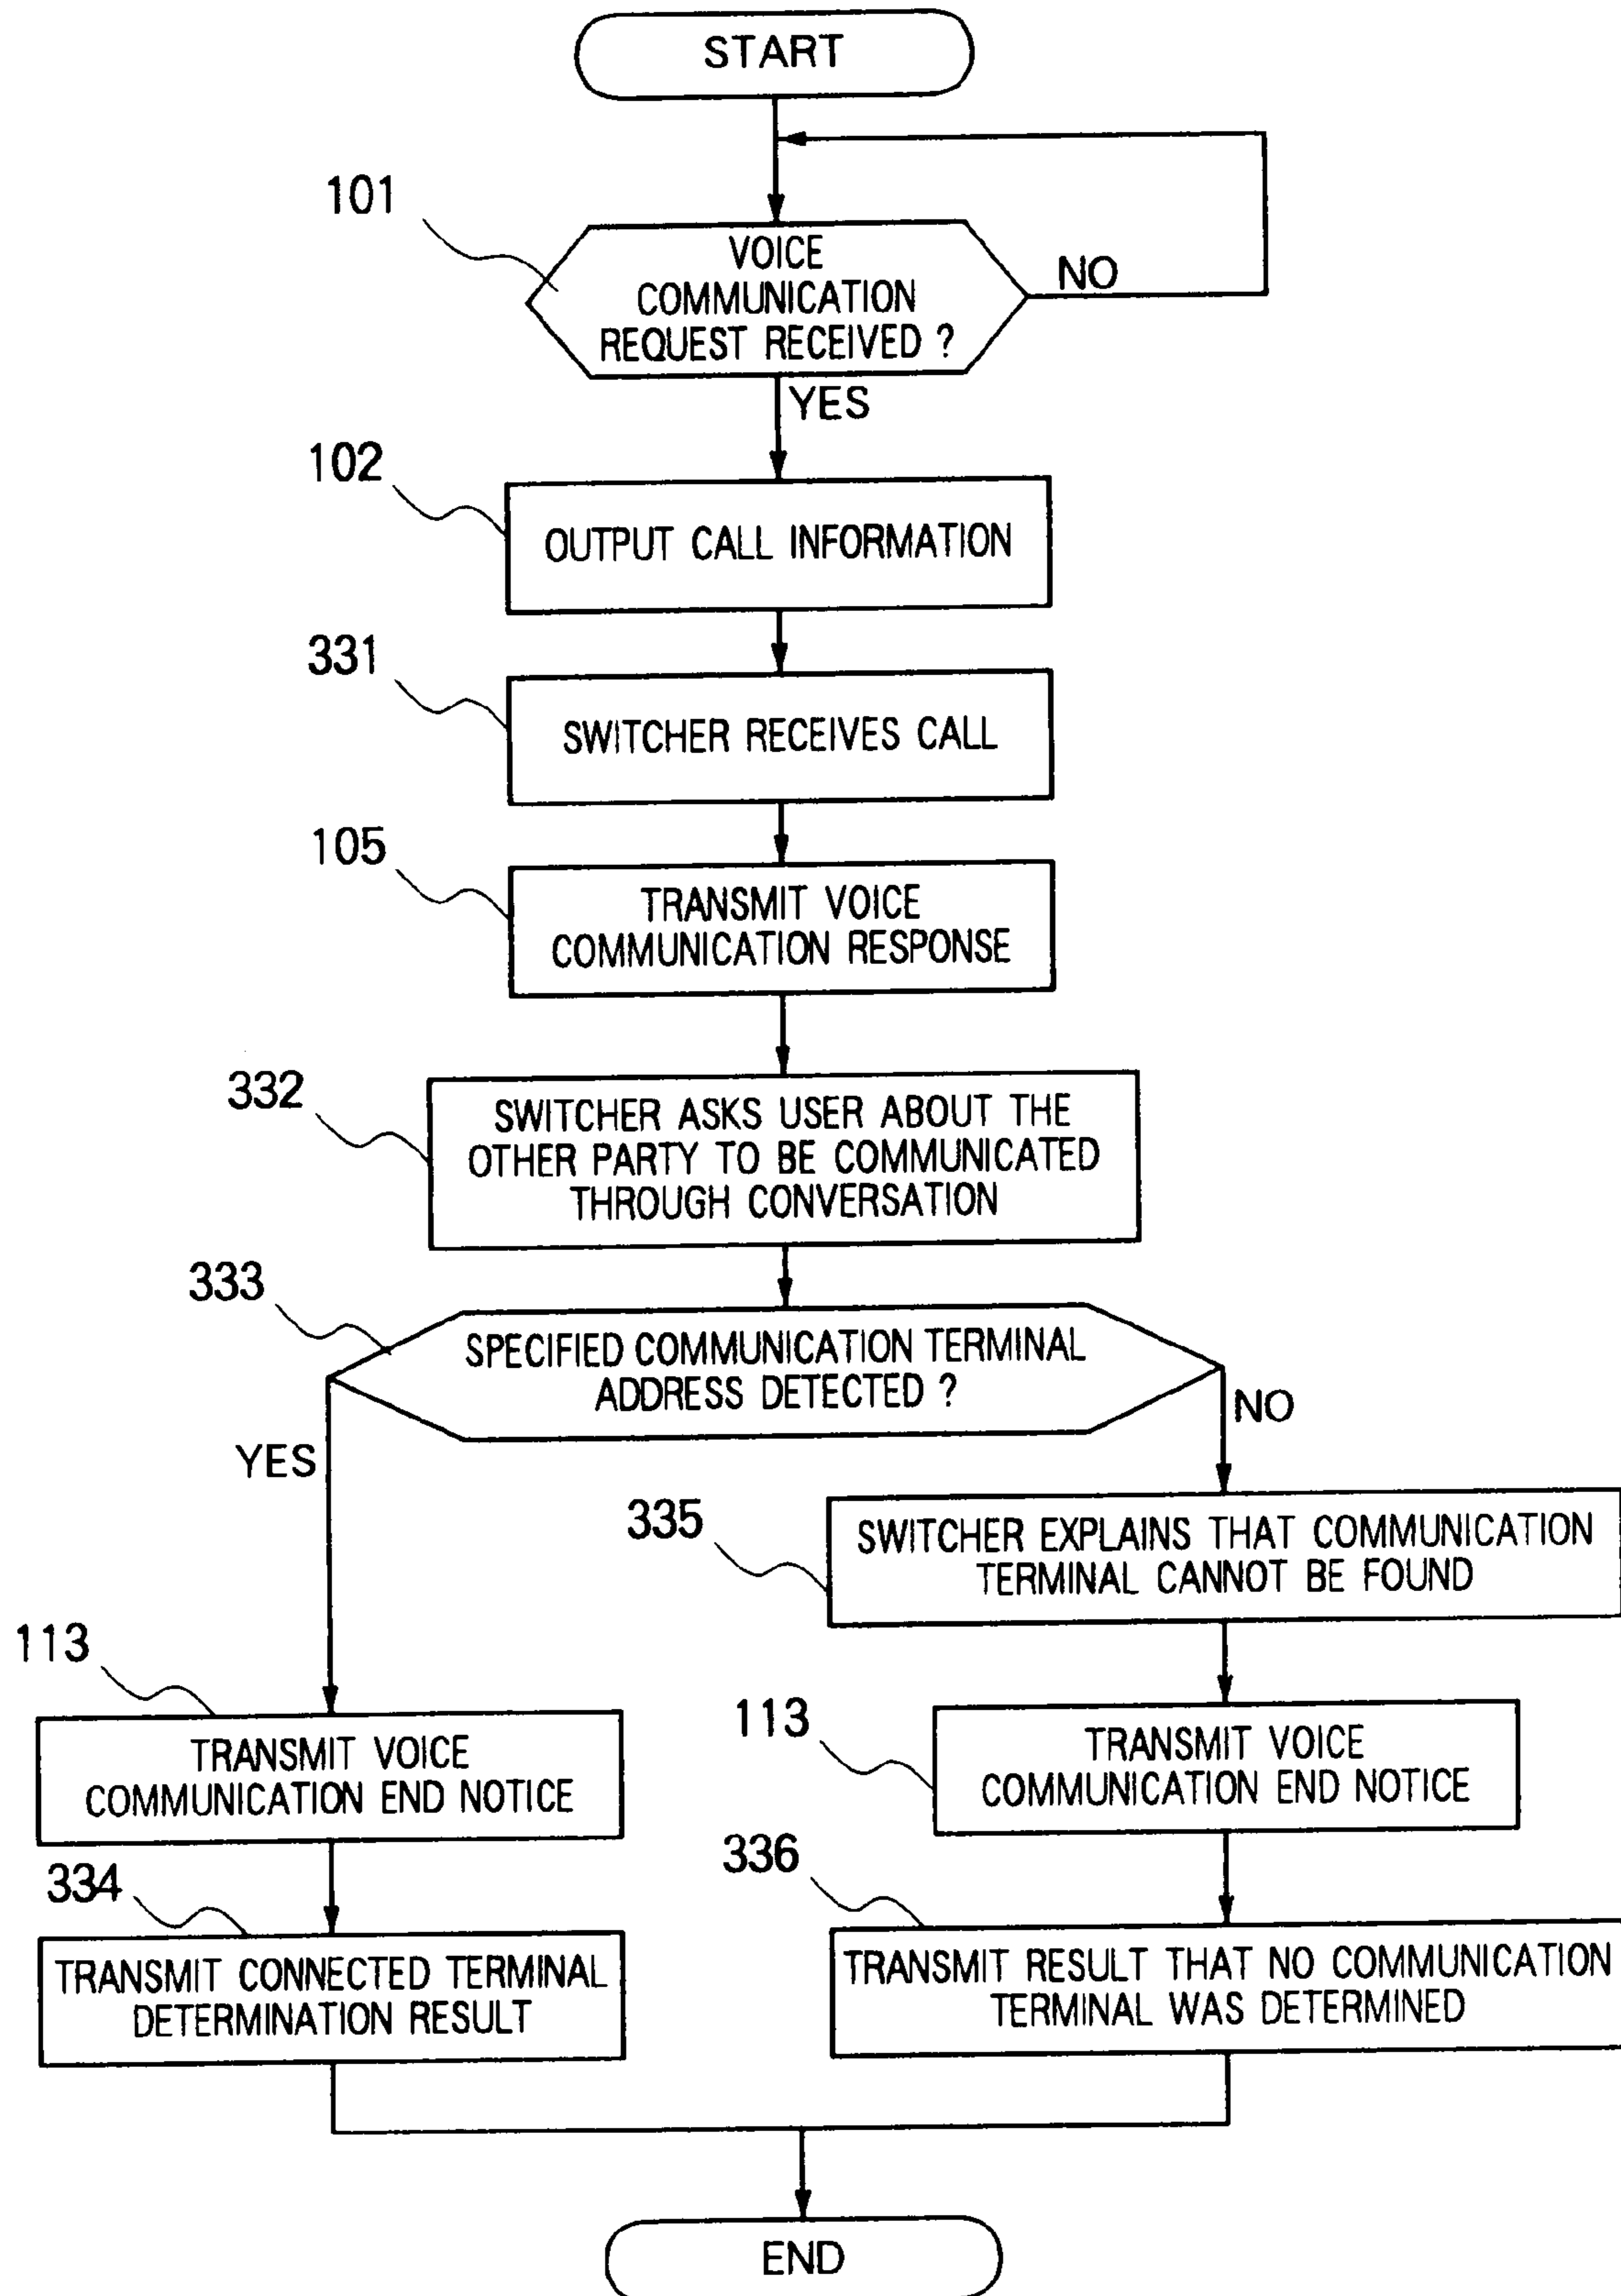 START
101
VOICE
COMMUNICATION
REQUEST RECEIVED ?
NO
YES
102
OUTPUT CALL INFORMATION
331
SWITCHER RECEIVES CALL
105
TRANSMIT VOICE
COMMUNICATION RESPONSE
332
SWITCHER ASKS USER ABOUT THE
OTHER PARTY TO BE COMMUNICATED
THROUGH CONVERSATION
333
SPECIFIED COMMUNICATION TERMINAL
ADDRESS DETECTED ?
YES
NO
335
SWITCHER EXPLAINS THAT COMMUNICATION
TERMINAL CANNOT BE FOUND
113
TRANSMIT VOICE
COMMUNICATION END NOTICE
113
TRANSMIT VOICE
COMMUNICATION END NOTICE
334
TRANSMIT CONNECTED TERMINAL
DETERMINATION RESULT
336
TRANSMIT RESULT THAT NO COMMUNICATION
TERMINAL WAS DETERMINED
END